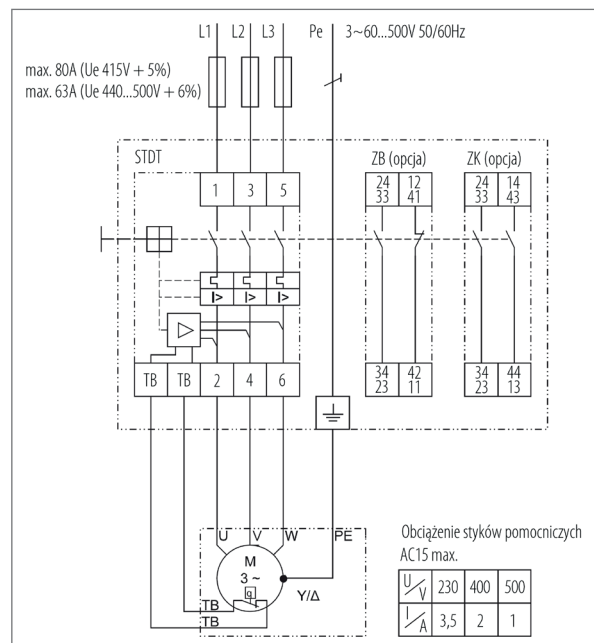 L1 L2 L3 Pe 3~60...500V 50/60Hz
max. 80A (Ue 415V + 5%)
max. 63A (Ue 440...500V + 6%)
STDT ZB (opcja) ZK (opcja)
1 3 5
24 12 24 14
33 41 33 43
I> I> I>
TB TB 2 4 6
34 42 34 44
23 11 23 13
U V W PE
M
3 ~
Y/Δ
TB
TB
Obciążenie styków pomocniczych
AC15 max.
U/V 230 400 500
I/A 3,5 2 1